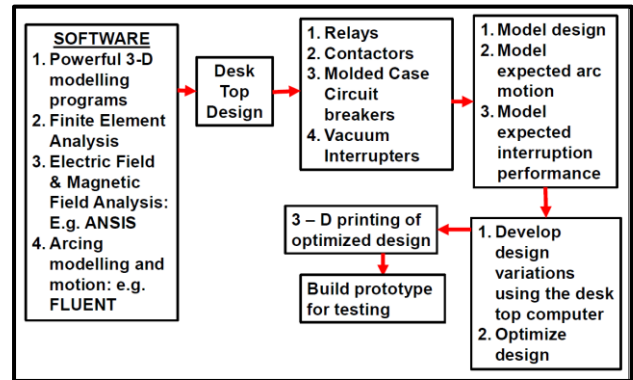 SOFTWARE
1. Powerful 3-D
modelling
programs
2. Finite Element
Analysis
3. Electric Field
& Magnetic
Field Analysis:
E.g. ANSIS
4. Arcing
modelling and
motion: e.g.
FLUENT
Desk
Top
Design
1. Relays
2. Contactors
3. Molded Case
Circuit
breakers
4. Vacuum
Interrupters
1. Model design
2. Model
expected arc
motion
3. Model
expected
interruption
performance
1. Develop
design
variations
using the desk
top computer
2. Optimize
design
3 – D printing of
optimized design
Build prototype
for testing